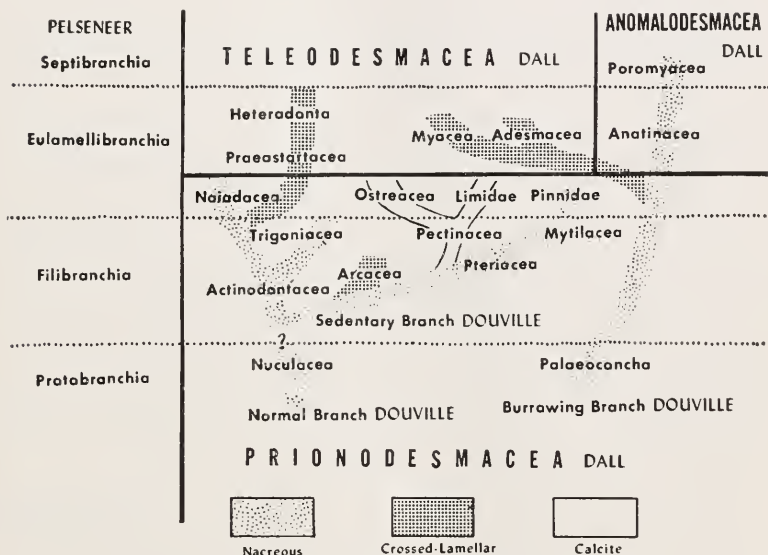 PELSENEER
ANOMALODESMACEA
DALL
TELEODESMACEA DALL
Septibranchia
Poromyacea
Heteradonta
Eulamellibranchia
Myacea
Adesmacea
Anatinacea
Praeastartacea
Naiadacea
Ostreacea
Limidae
Pinnidae
Trigoniacea
Pectinacea
Mytilacea
Filibranchia
Arcacea
Pteriacea
Actinodontacea
Sedentary Branch DOUVILLE
?
Nuculacea
Palaeoconcha
Protobranchia
Normal Branch DOUVILLE
Burrowing Branch DOUVILLE
PRIONODESMACEA DALL
Nacreous
Crossed-Lamellar
Calcite